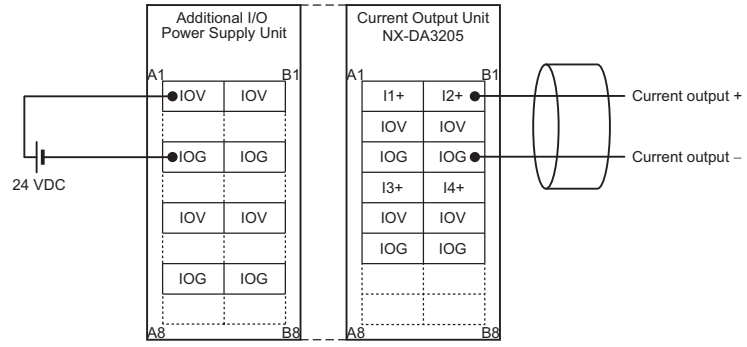 Additional I/O
Power Supply Unit
Current Output Unit
NX-DA3205
A1 B1 A1 B1
IOV IOV I1+ I2+ Current output +
IOV IOV
IOG IOG IOG IOG Current output −
24 VDC
I3+ I4+
IOV IOV IOV IOV
IOG IOG
IOG IOG
A8 B8 A8 B8